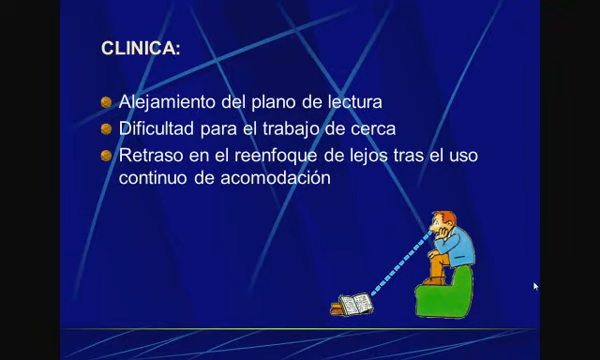 CLINICA:
Alejamiento del plano de lectura
Dificultad para el trabajo de cerca
Retraso en el reenfoque de lejos tras el uso
continuo de acomodación